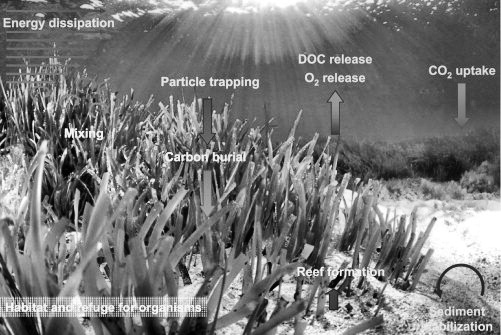 Energy dissipation
DOC release
O₂ release
CO₂ uptake
Particle trapping
Mixing
Carbon burial
Reef formation
Habitat and refuge for organisms
Sediment
stabilization